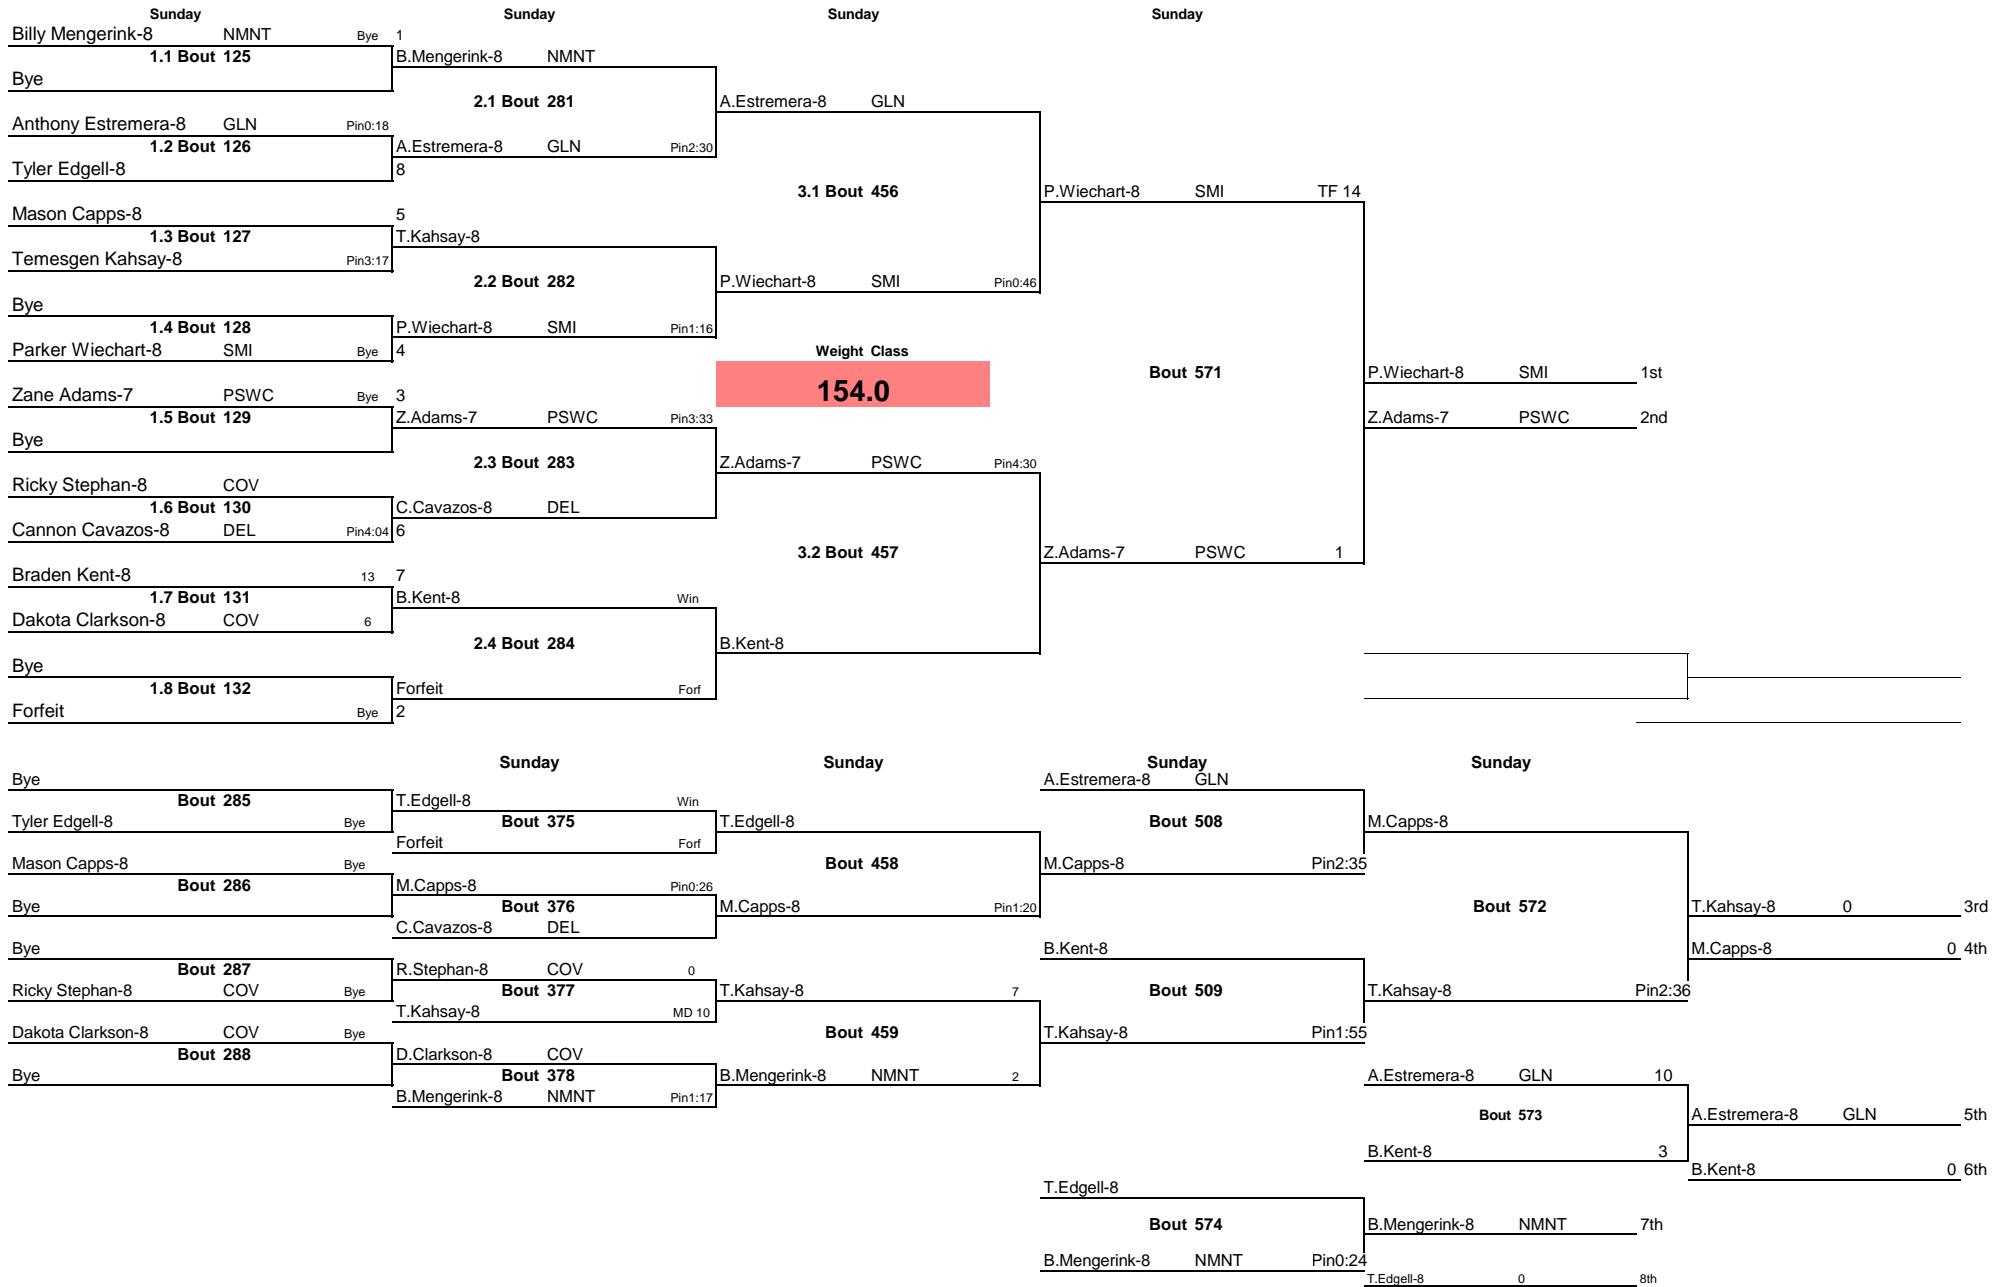 Sunday Sunday Sunday Sunday
Billy Mengerink-8 NMNT Bye 1
1.1 Bout 125 B.Mengerink-8 NMNT
Bye
2.1 Bout 281 A.Estremera-8 GLN
Anthony Estremera-8 GLN Pin0:18
1.2 Bout 126 A.Estremera-8 GLN Pin2:30
Tyler Edgell-8 8
3.1 Bout 456 P.Wiechart-8 SMI TF 14
Mason Capps-8 5
1.3 Bout 127 T.Kahsay-8
Temesgen Kahsay-8 Pin3:17
2.2 Bout 282 P.Wiechart-8 SMI Pin0:46
Bye
1.4 Bout 128 P.Wiechart-8 SMI Pin1:16
Parker Wiechart-8 SMI Bye 4 Weight Class
Bout 571 P.Wiechart-8 SMI 1st
Zane Adams-7 PSWC Bye 3 154.0
1.5 Bout 129 Z.Adams-7 PSWC Pin3:33 Z.Adams-7 PSWC 2nd
Bye
2.3 Bout 283 Z.Adams-7 PSWC Pin4:30
Ricky Stephan-8 COV
1.6 Bout 130 C.Cavazos-8 DEL
Cannon Cavazos-8 DEL Pin4:04 6
3.2 Bout 457 Z.Adams-7 PSWC 1
Braden Kent-8 13 7
1.7 Bout 131 B.Kent-8 Win
Dakota Clarkson-8 COV 6
2.4 Bout 284 B.Kent-8
Bye
1.8 Bout 132 Forfeit Forf
Forfeit Bye 2
Sunday Sunday Sunday Sunday
Bye A.Estremera-8 GLN
Bout 285 T.Edgell-8 Win
Tyler Edgell-8 Bye Bout 375 T.Edgell-8 Bout 508 M.Capps-8
Forfeit Forf
Mason Capps-8 Bye Bout 458 M.Capps-8 Pin2:35
Bout 286 M.Capps-8 Pin0:26
Bye Bout 376 M.Capps-8 Pin1:20 Bout 572 T.Kahsay-8 0 3rd
C.Cavazos-8 DEL
Bye B.Kent-8 M.Capps-8 0 4th
Bout 287 R.Stephan-8 COV 0
Ricky Stephan-8 COV Bye Bout 377 T.Kahsay-8 7 Bout 509 T.Kahsay-8 Pin2:36
T.Kahsay-8 MD 10
Dakota Clarkson-8 COV Bye Bout 459 T.Kahsay-8 Pin1:55
Bout 288 D.Clarkson-8 COV
Bye Bout 378 B.Mengerink-8 NMNT 2 A.Estremera-8 GLN 10
B.Mengerink-8 NMNT Pin1:17
Bout 573 A.Estremera-8 GLN 5th
B.Kent-8 3
B.Kent-8 0 6th
T.Edgell-8
Bout 574 B.Mengerink-8 NMNT 7th
B.Mengerink-8 NMNT Pin0:24
T.Edgell-8 0 8th